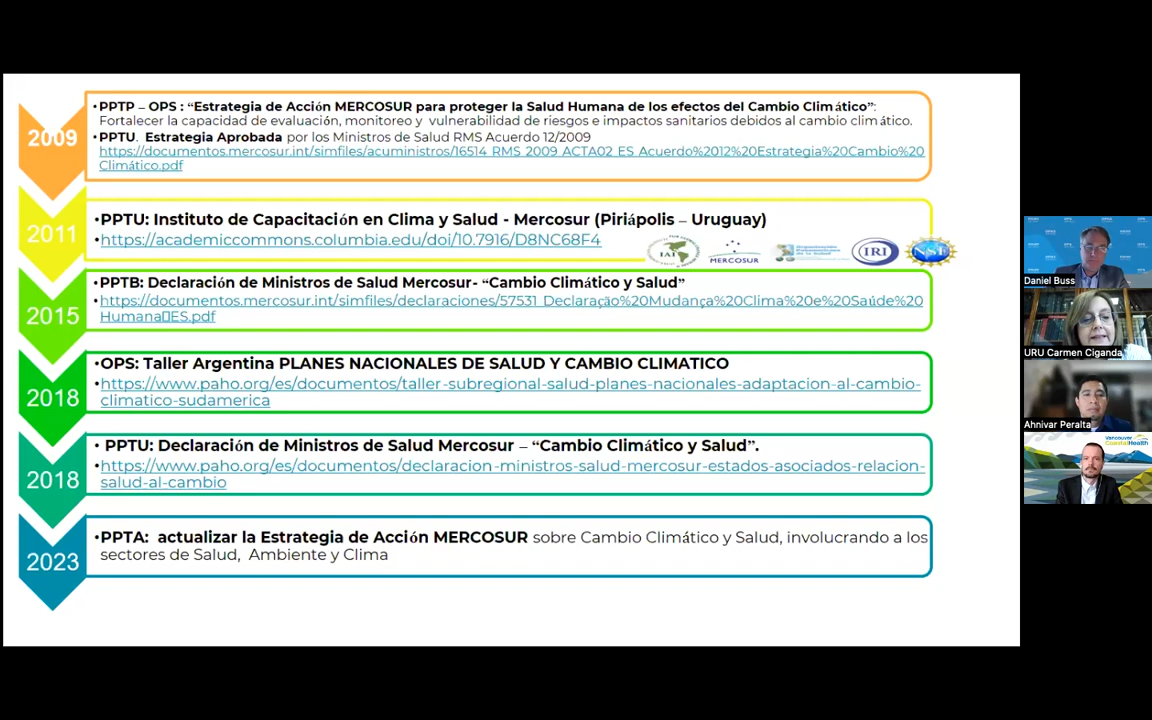 2009
•PPTP – OPS : “Estrategia de Acción MERCOSUR para proteger la Salud Humana de los efectos del Cambio Climático”:
Fortalecer la capacidad de evaluación, monitoreo y vulnerabilidad de riesgos e impactos sanitarios debidos al cambio climático.
•PPTU. Estrategia Aprobada por los Ministros de Salud RMS Acuerdo 12/2009
https://documentos.mercosur.int/simfiles/acuministros/16514_RMS_2009_ACTA02_ES_Acuerdo%2012%20Estrategia%20Cambio%20
Climático.pdf
2011
•PPTU: Instituto de Capacitación en Clima y Salud - Mercosur (Piriápolis – Uruguay)
•https://academiccommons.columbia.edu/doi/10.7916/D8NC68F4
IAI
MERCOSUR
IRI
NSF
2015
•PPTB: Declaración de Ministros de Salud Mercosur- “Cambio Climático y Salud”
•https://documentos.mercosur.int/simfiles/declaraciones/57531_Declaração%20Mudança%20Clima%20e%20Saúde%20
Humana ES.pdf
2018
•OPS: Taller Argentina PLANES NACIONALES DE SALUD Y CAMBIO CLIMATICO
•https://www.paho.org/es/documentos/taller-subregional-salud-planes-nacionales-adaptacion-al-cambio-
climatico-sudamerica
2018
• PPTU: Declaración de Ministros de Salud Mercosur – “Cambio Climático y Salud”.
•https://www.paho.org/es/documentos/declaracion-ministros-salud-mercosur-estados-asociados-relacion-
salud-al-cambio
2023
•PPTA: actualizar la Estrategia de Acción MERCOSUR sobre Cambio Climático y Salud, involucrando a los
sectores de Salud, Ambiente y Clima
Daniel Buss
URU Carmen Ciganda
Ahnivar Peralta
Vancouver
CoastalHealth